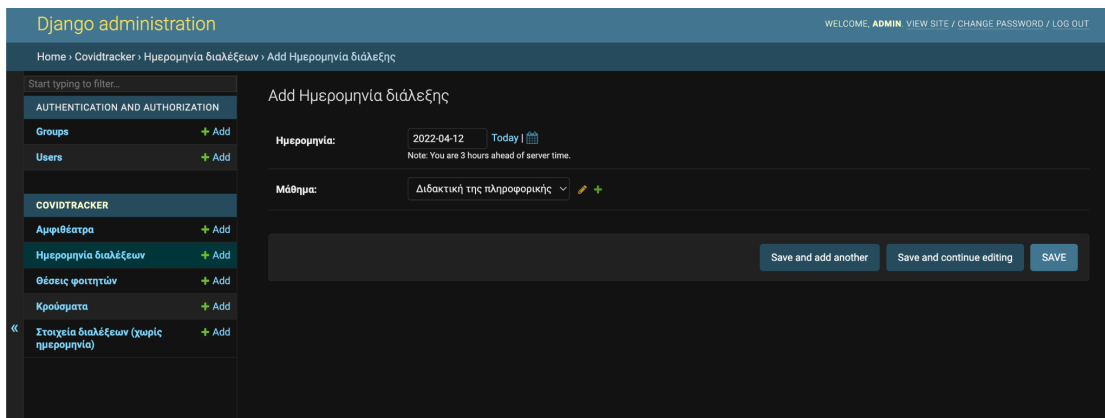 Django administration
WELCOME, ADMIN. VIEW SITE / CHANGE PASSWORD / LOG OUT
Home › Covidtracker › Ημερομηνία διαλέξεων › Add Ημερομηνία διάλεξης
Start typing to filter...
AUTHENTICATION AND AUTHORIZATION
Groups + Add
Users + Add
COVIDTRACKER
Αμφιθέατρα + Add
Ημερομηνία διαλέξεων + Add
Θέσεις φοιτητών + Add
Κρούσματα + Add
Στοιχεία διαλέξεων (χωρίς + Add
ημερομηνία)
«
Add Ημερομηνία διάλεξης
Ημερομηνία: 2022-04-12 Today |
Note: You are 3 hours ahead of server time.
Μάθημα: Διδακτική της πληροφορικής
Save and add another Save and continue editing SAVE